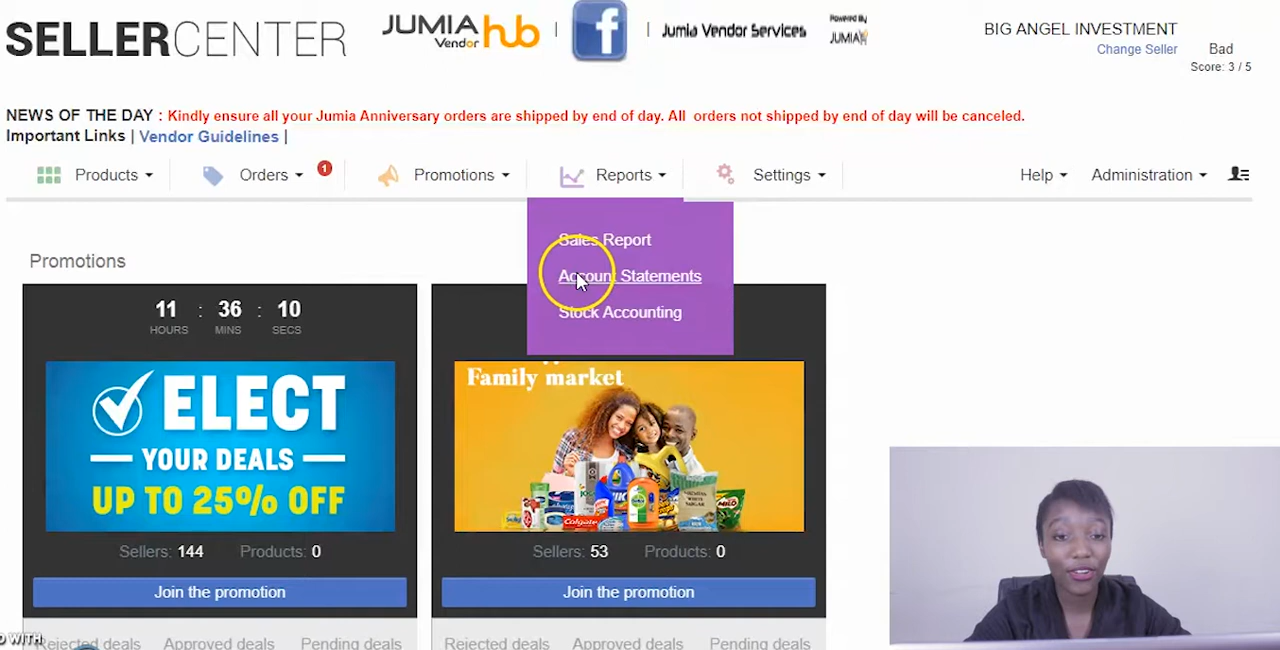 SELLERCENTER
JUMIA Vendor hub | f | Jumia Vendor Services Powered By JUMIA
BIG ANGEL INVESTMENT
Change Seller
Bad
Score: 3 / 5
NEWS OF THE DAY : Kindly ensure all your Jumia Anniversary orders are shipped by end of day. All orders not shipped by end of day will be canceled.
Important Links | Vendor Guidelines |
Products Orders 1 Promotions Reports Settings Help Administration
Sales Report
Account Statements
Stock Accounting
Promotions
11 : 36 : 10
HOURS MINS SECS
ELECT
YOUR DEALS
UP TO 25% OFF
Sellers: 144 Products: 0
Join the promotion
Rejected deals Approved deals Pending deals
Family market
Colgate
MILO
Sellers: 53 Products: 0
Join the promotion
Rejected deals Approved deals Pending deals
WITH